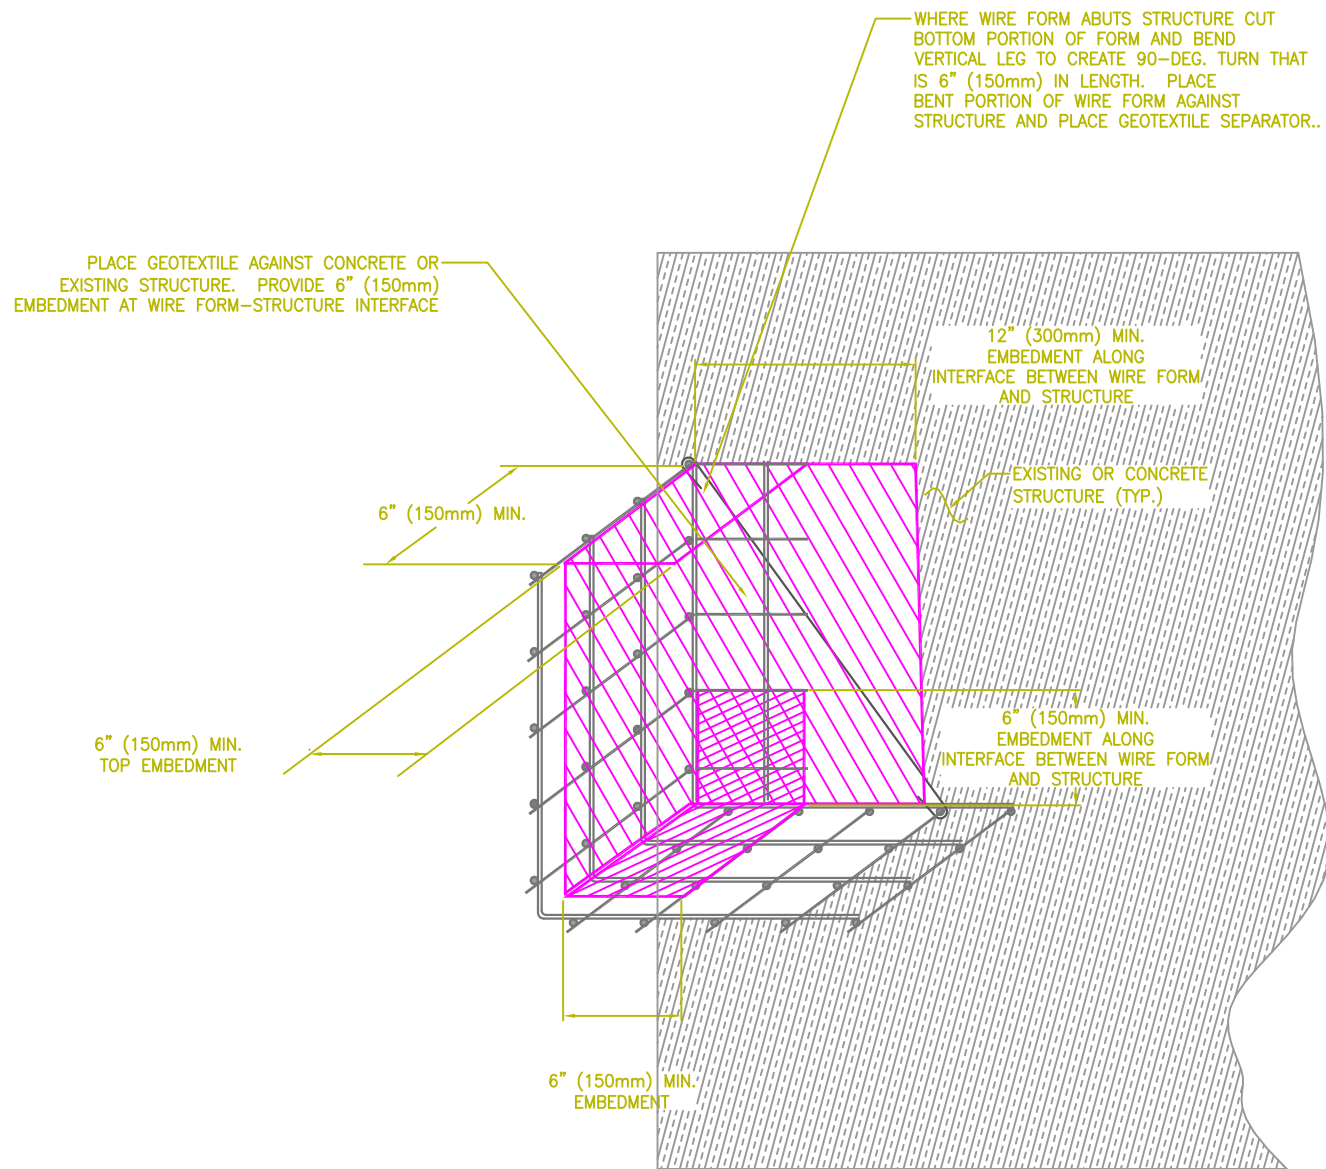 WHERE WIRE FORM ABUTS STRUCTURE CUT
BOTTOM PORTION OF FORM AND BEND
VERTICAL LEG TO CREATE 90-DEG. TURN THAT
IS 6" (150mm) IN LENGTH. PLACE
BENT PORTION OF WIRE FORM AGAINST
STRUCTURE AND PLACE GEOTEXTILE SEPARATOR..
PLACE GEOTEXTILE AGAINST CONCRETE OR
EXISTING STRUCTURE. PROVIDE 6" (150mm)
EMBEDMENT AT WIRE FORM-STRUCTURE INTERFACE
12" (300mm) MIN.
EMBEDMENT ALONG
INTERFACE BETWEEN WIRE FORM
AND STRUCTURE
EXISTING OR CONCRETE
STRUCTURE (TYP.)
6" (150mm) MIN.
6" (150mm) MIN.
TOP EMBEDMENT
6" (150mm) MIN.
EMBEDMENT ALONG
INTERFACE BETWEEN WIRE FORM
AND STRUCTURE
6" (150mm) MIN.
EMBEDMENT